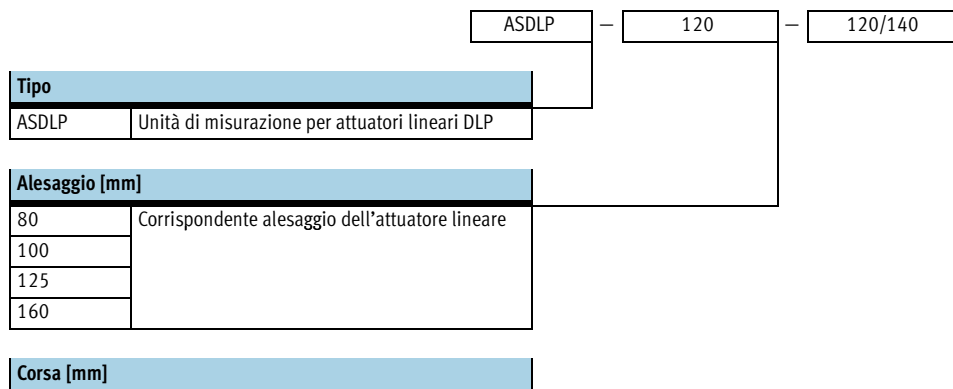 ASDLP – 120 – 120/140
Tipo
ASDLP Unità di misurazione per attuatori lineari DLP
Alesaggio [mm]
80 Corrispondente alesaggio dell'attuatore lineare
100
125
160
Corsa [mm]